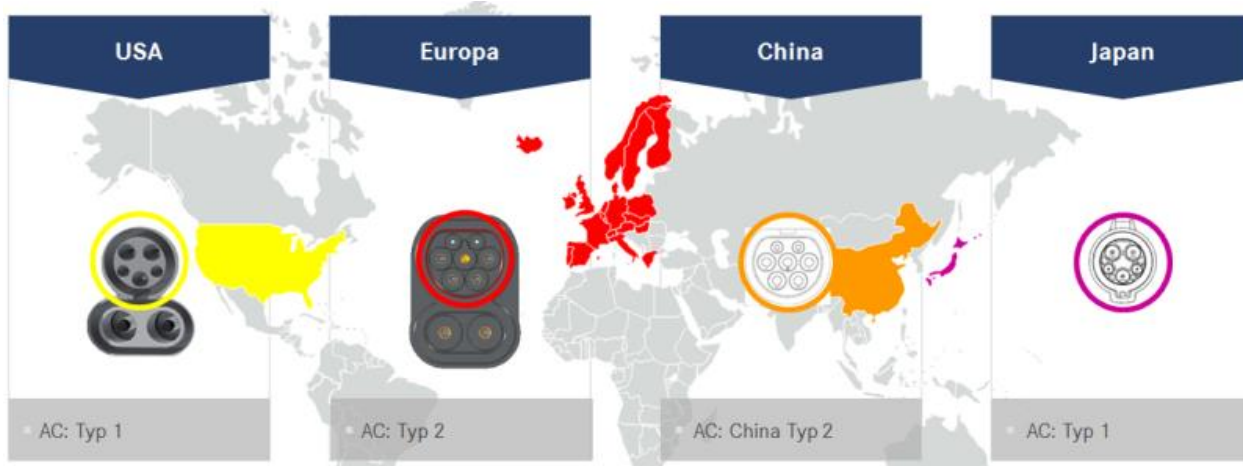 USA
Europa
China
Japan
AC: Typ 1
AC: Typ 2
AC: China Typ 2
AC: Typ 1